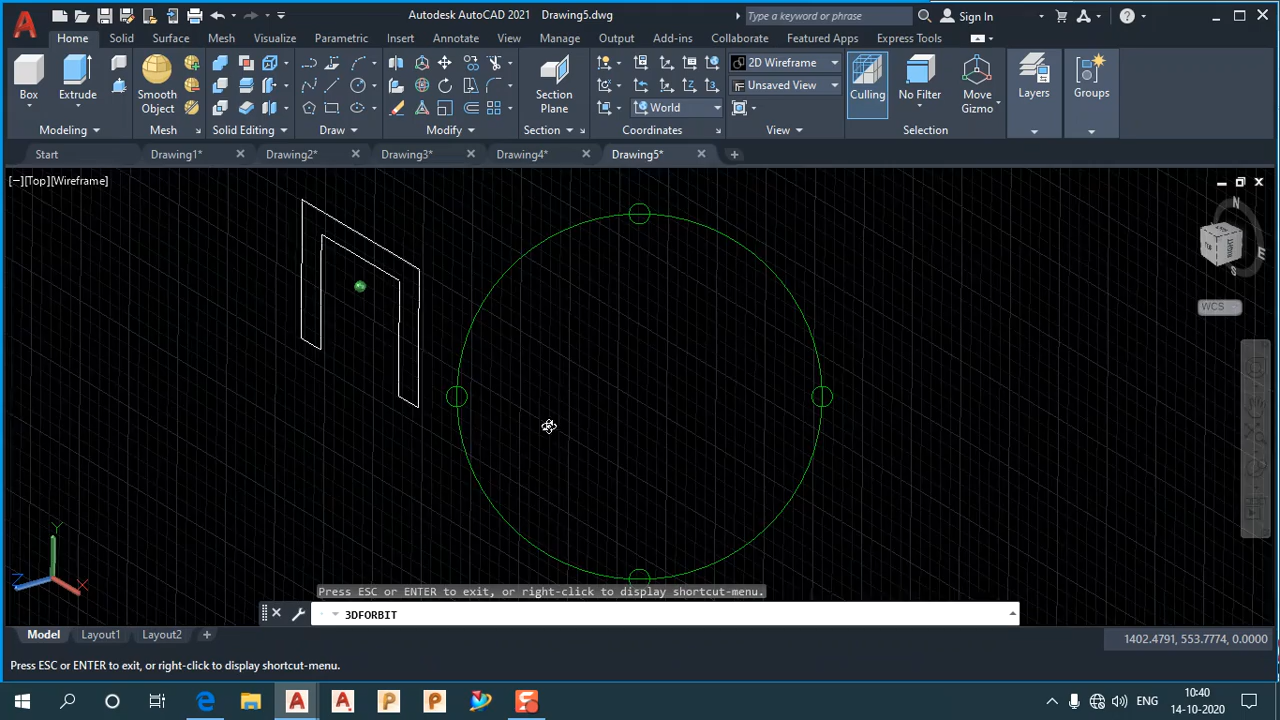 Autodesk AutoCAD 2021 Drawing5.dwg
Type a keyword or phrase
Sign In
Home Solid Surface Mesh Visualize Parametric Insert Annotate View Manage Output Add-ins Collaborate Featured Apps Express Tools
Box
Extrude
Smooth Object
Section Plane
2D Wireframe
Unsaved View
World
Culling
No Filter
Move Gizmo
Layers
Groups
Modeling
Mesh
Solid Editing
Draw
Modify
Section
Coordinates
View
Selection
Start Drawing1* Drawing2* Drawing3* Drawing4* Drawing5*
[−][Top][Wireframe]
N
E
S
WCS
Y
Z
X
Press ESC or ENTER to exit, or right-click to display shortcut-menu.
3DFORBIT
Model Layout1 Layout2
1402.4791, 553.7774, 0.0000
Press ESC or ENTER to exit, or right-click to display shortcut-menu.
ENG
10:40
14-10-2020